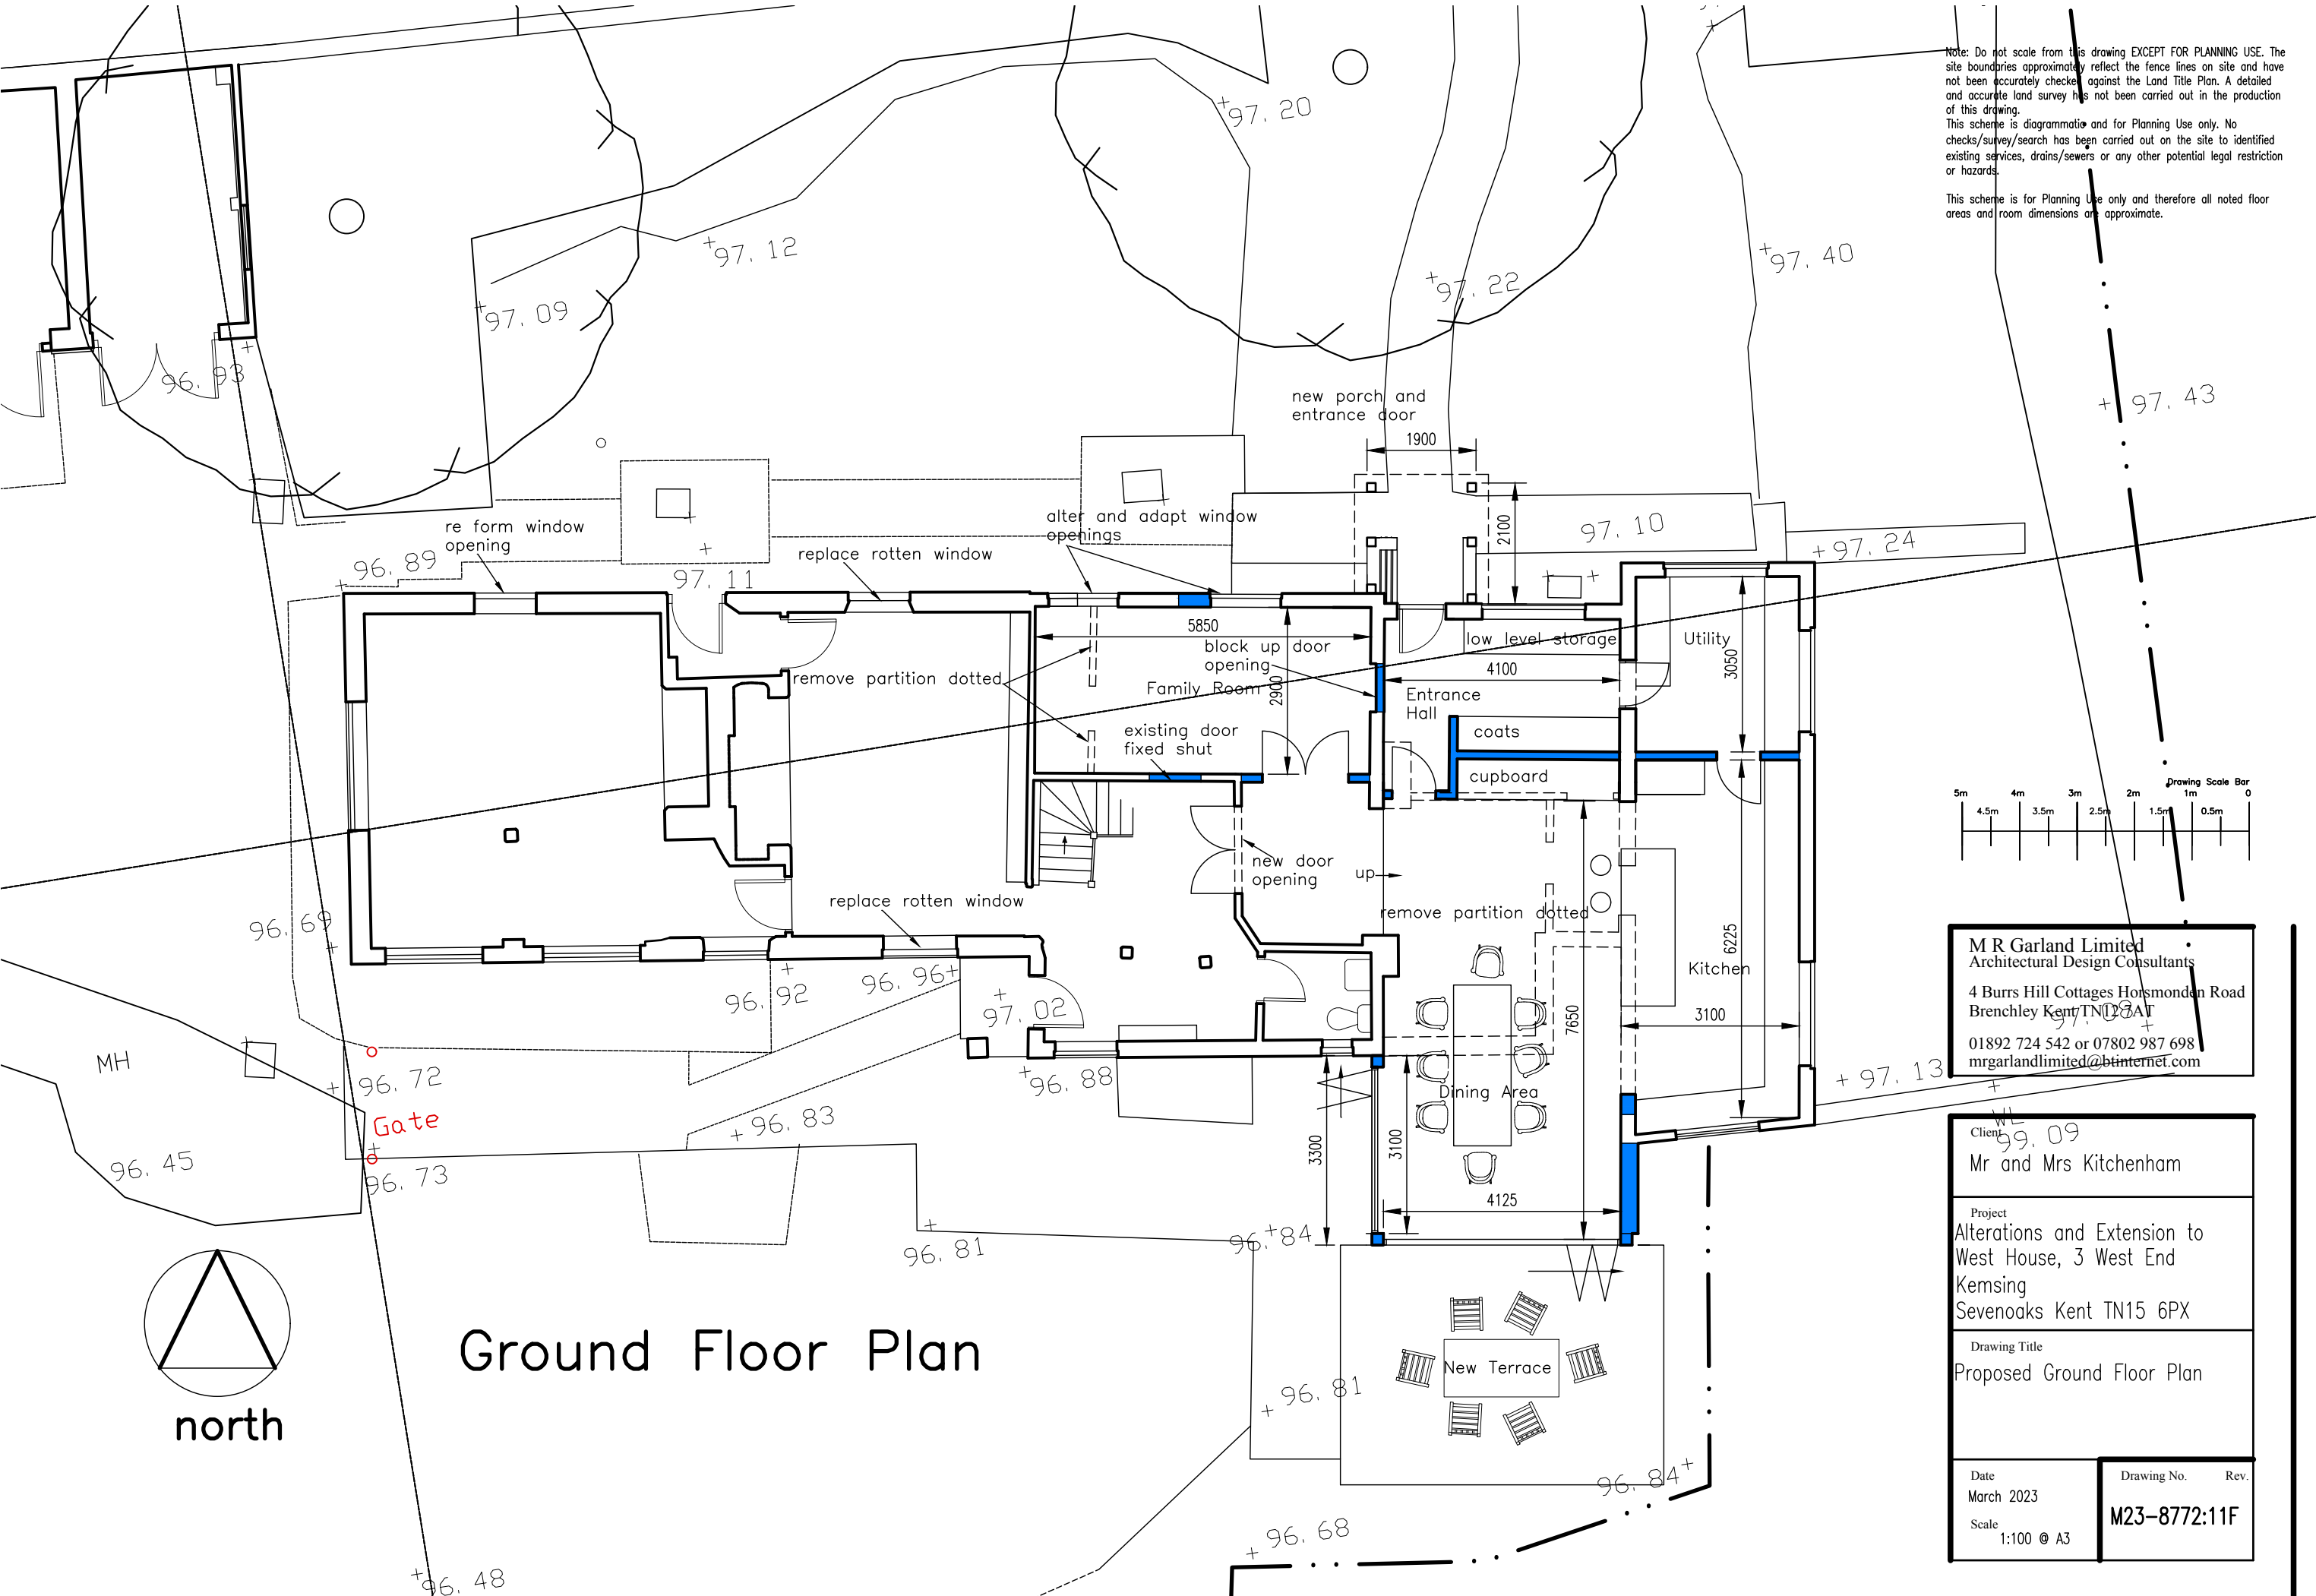 Note: Do not scale from this drawing EXCEPT FOR PLANNING USE. The
site boundaries approximately reflect the fence lines on site and have
not been accurately checked against the Land Title Plan. A detailed
and accurate land survey has not been carried out in the production
of this drawing.
This scheme is diagrammatic and for Planning Use only. No
checks/survey/search has been carried out on the site to identified
existing services, drains/sewers or any other potential legal restriction
or hazards.
This scheme is for Planning Use only and therefore all noted floor
areas and room dimensions are approximate.
97.20
97.12
97.09
97.22
97.40
96.93
97.43
new porch and
entrance door
1900
2100
97.10
97.24
re form window
opening
96.89
97.11
replace rotten window
alter and adapt window
openings
5850
block up door
opening
remove partition dotted
Family Room
2900
existing door
fixed shut
low level storage
4100
Entrance
Hall
coats
cupboard
Utility
3050
Drawing Scale Bar
5m
4m
3m
2m
1m
0
4.5m
3.5m
2.5m
1.5m
0.5m
new door
opening
up
replace rotten window
remove partition dotted
96.69
96.92
96.96
97.02
96.88
Kitchen
6225
3100
7650
Dining Area
3300
3100
4125
97.13
97.08
WL
99.09
MH
96.72
Gate
96.73
96.45
96.83
96.81
96.84
New Terrace
96.81
96.84
96.68
96.48
north
Ground Floor Plan
M R Garland Limited
Architectural Design Consultants
4 Burrs Hill Cottages Horsmonden Road
Brenchley Kent TN12 7AT
01892 724 542 or 07802 987 698
mrgarlandlimited@btinternet.com
Client
Mr and Mrs Kitchenham
Project
Alterations and Extension to
West House, 3 West End
Kemsing
Sevenoaks Kent TN15 6PX
Drawing Title
Proposed Ground Floor Plan
Date
March 2023
Scale
1:100 @ A3
Drawing No.
Rev.
M23-8772:11F